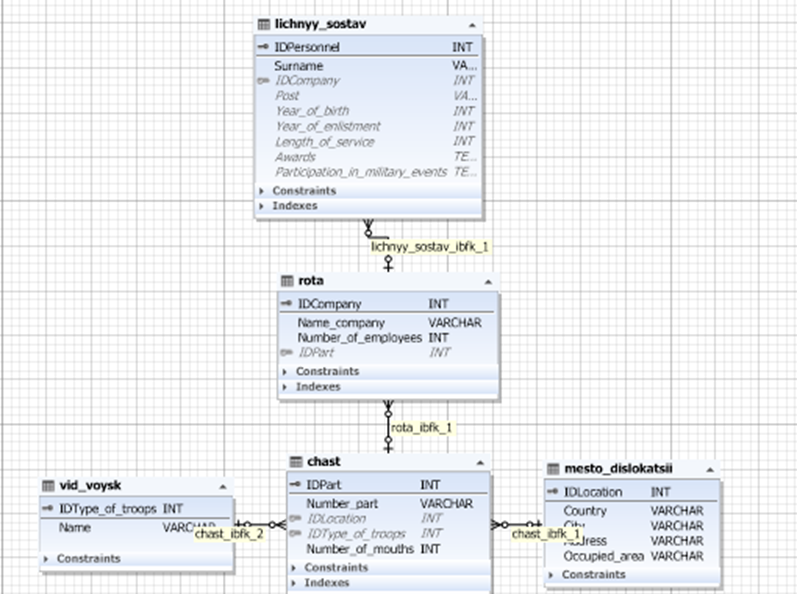 lichnyy_sostav
IDPersonnel INT
Surname VA...
IDCompany INT
Post VA...
Year_of_birth INT
Year_of_enlistment INT
Length_of_service INT
Awards TE...
Participation_in_military_events TE...
Constraints
Indexes
lichnyy_sostav_ibfk_1
rota
IDCompany INT
Name_company VARCHAR
Number_of_employees INT
IDPart INT
Constraints
Indexes
rota_ibfk_1
vid_voysk
IDType_of_troops INT
Name
Constraints
chast_ibfk_2
chast
IDPart INT
Number_part VARCHAR
IDLocation INT
IDType_of_troops INT
Number_of_mouths INT
Constraints
Indexes
chast_ibfk_1
mesto_dislokatsii
IDLocation INT
Country VARCHAR
City VARCHAR
Address VARCHAR
Occupied_area VARCHAR
Constraints